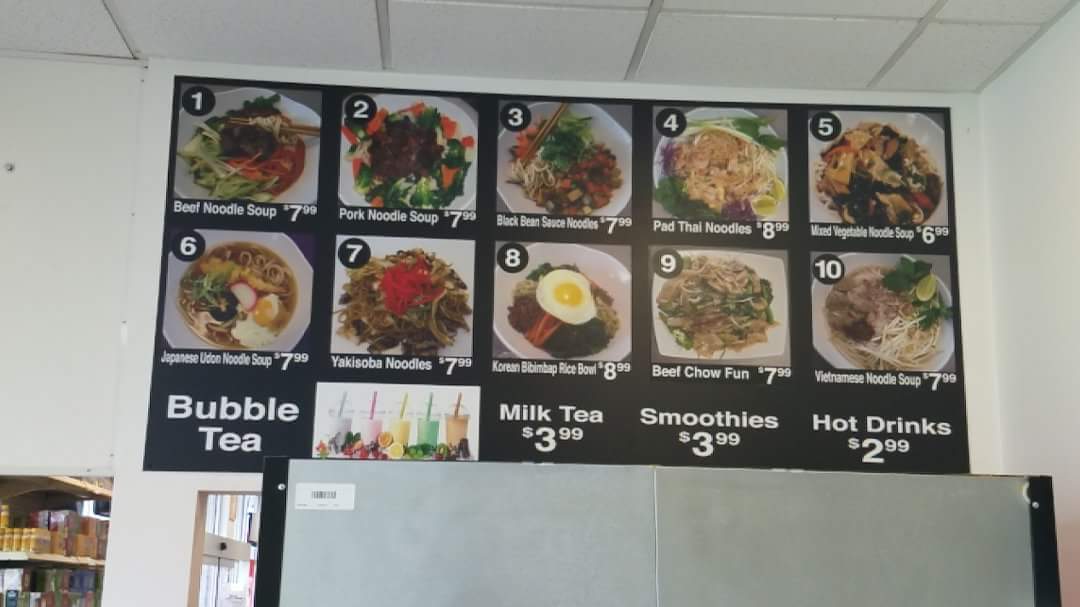 1 2 3 4 5
Beef Noodle Soup $7.99 Pork Noodle Soup $7.99 Black Bean Sauce Noodles $7.99 Pad Thai Noodles $8.99 Mixed Vegetable Noodle Soup $6.99
6 7 8 9 10
Japanese Udon Noodle Soup $7.99 Yakisoba Noodles $7.99 Korean Bibimbap Rice Bowl $8.99 Beef Chow Fun $7.99 Vietnamese Noodle Soup $7.99
Bubble
Tea
Milk Tea
$3.99
Smoothies
$3.99
Hot Drinks
$2.99